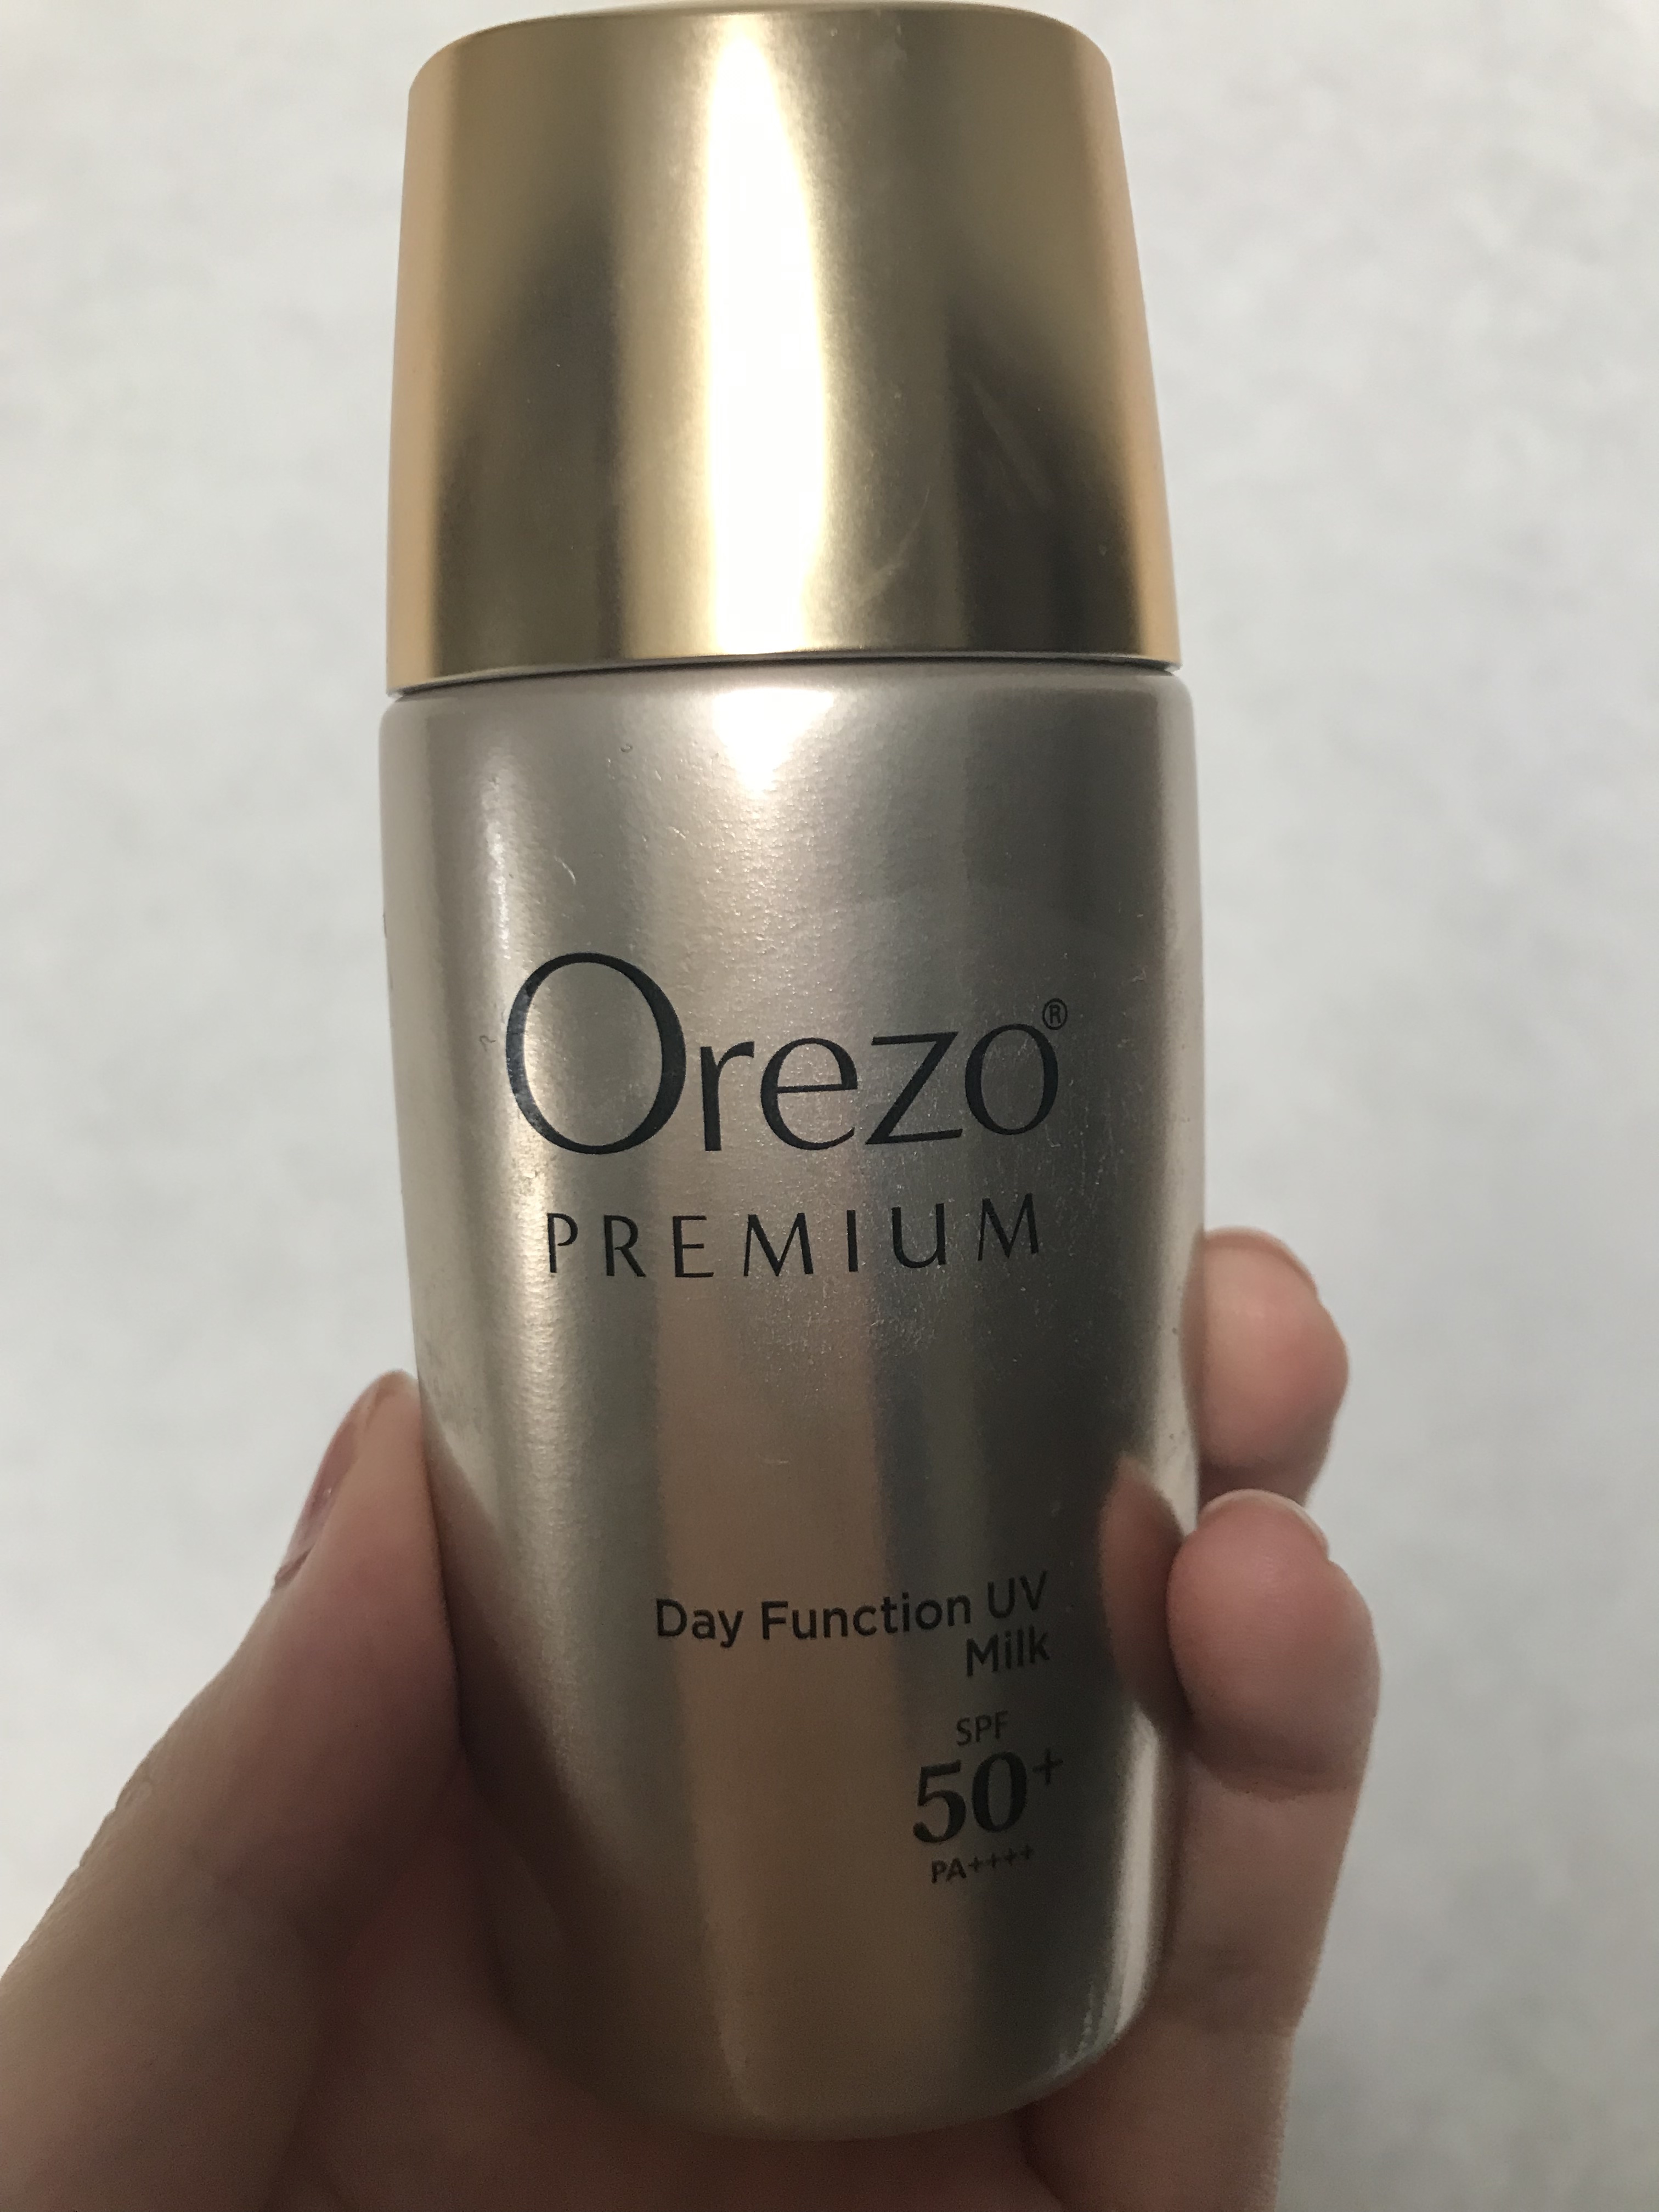 Orezo®
PREMIUM
Day Function UV
Milk
SPF
50+
PA++++